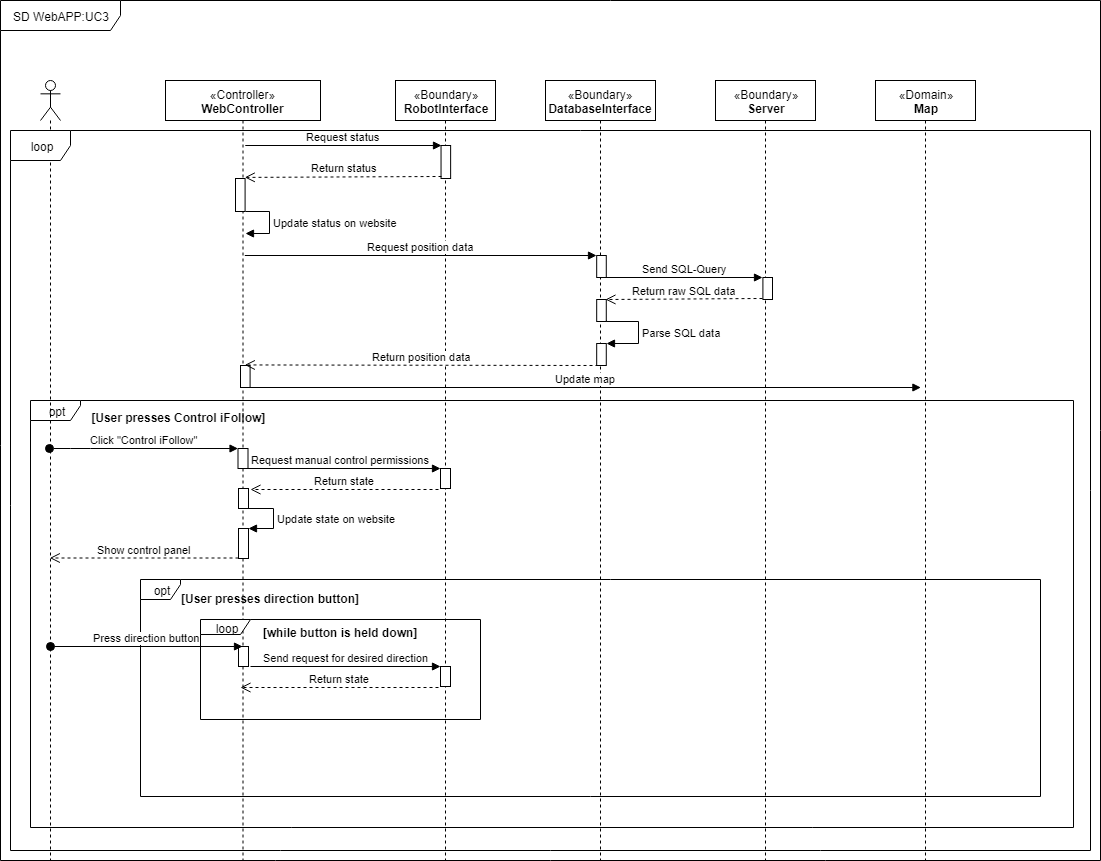 SD WebAPP:UC3
«Controller»
WebController
«Boundary»
RobotInterface
«Boundary»
DatabaseInterface
«Boundary»
Server
«Domain»
Map
loop
Request status
Return status
Update status on website
Request position data
Send SQL-Query
Return raw SQL data
Parse SQL data
Return position data
Update map
opt
[User presses Control iFollow]
Click "Control iFollow"
Request manual control permissions
Return state
Update state on website
Show control panel
opt
[User presses direction button]
loop
[while button is held down]
Press direction button
Send request for desired direction
Return state